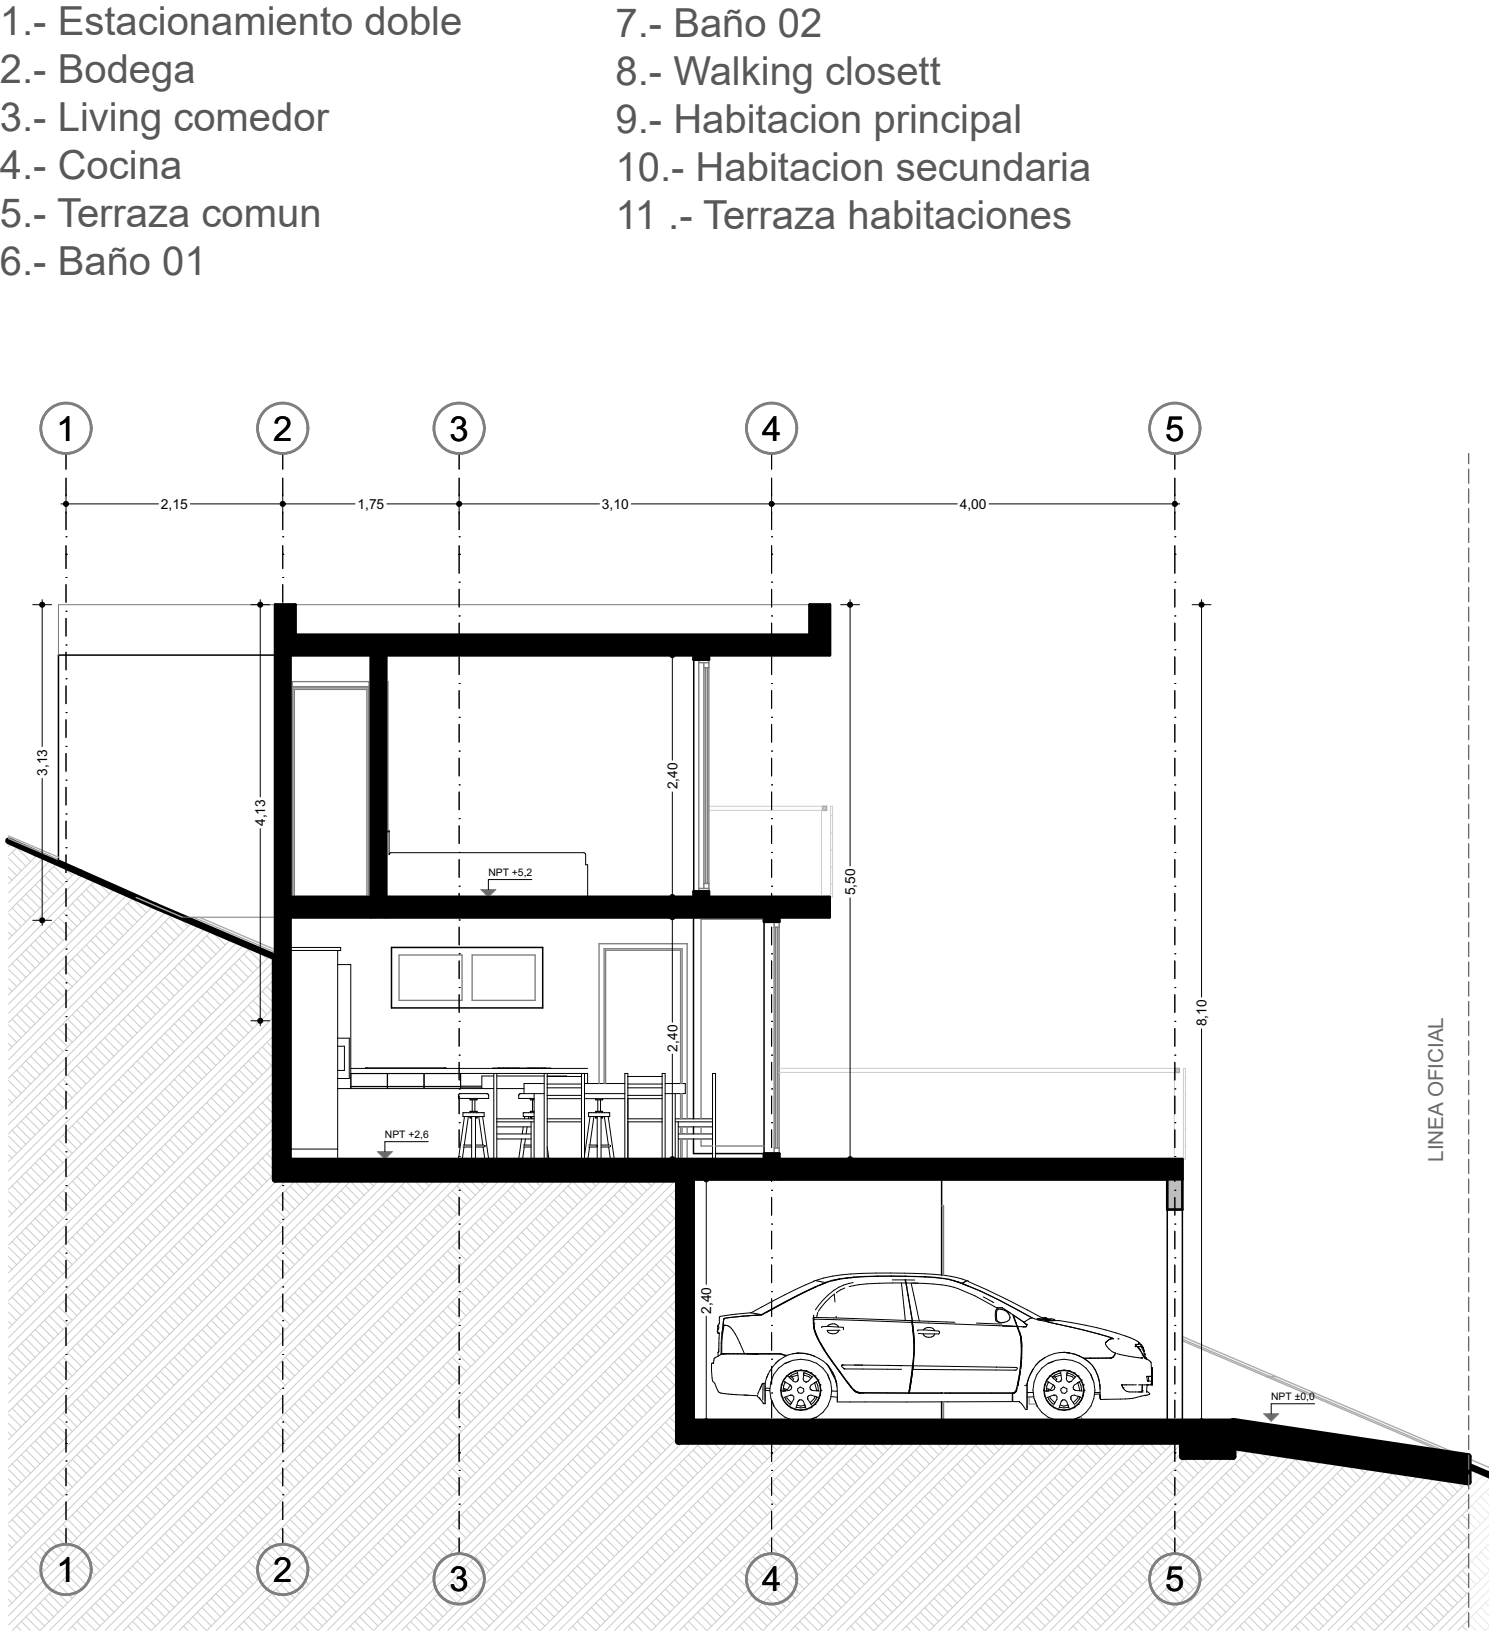 1.- Estacionamiento doble
2.- Bodega
3.- Living comedor
4.- Cocina
5.- Terraza comun
6.- Baño 01
7.- Baño 02
8.- Walking closett
9.- Habitacion principal
10.- Habitacion secundaria
11 .- Terraza habitaciones
1 2 3 4 5
2,15 1,75 3,10 4,00
3,13
4,13
2,40
5,50
NPT +5,2
8,10
2,40
LINEA OFICIAL
NPT +2,6
2,40
NPT ±0,0
1 2 3 4 5